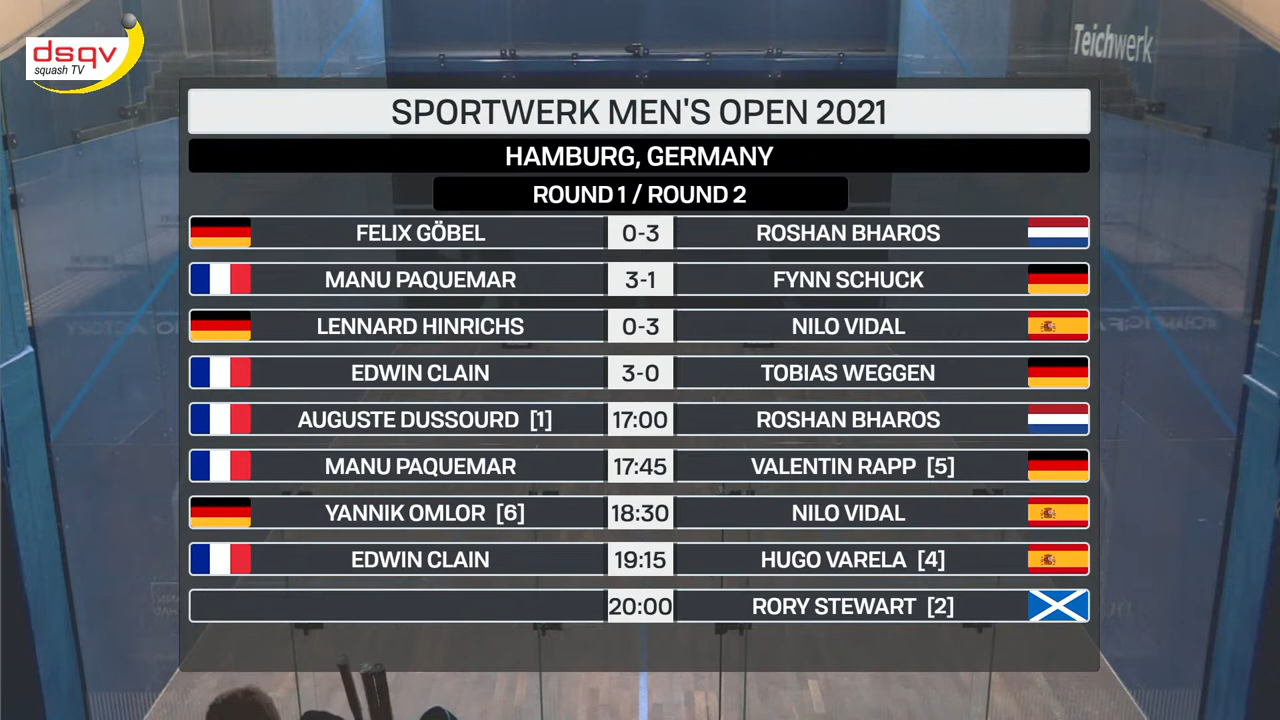 dsqv
squash TV
Teichwerk
SPORTWERK MEN'S OPEN 2021
HAMBURG, GERMANY
ROUND 1 / ROUND 2
FELIX GÖBEL 0-3 ROSHAN BHAROS
MANU PAQUEMAR 3-1 FYNN SCHUCK
LENNARD HINRICHS 0-3 NILO VIDAL
EDWIN CLAIN 3-0 TOBIAS WEGGEN
AUGUSTE DUSSOURD [1] 17:00 ROSHAN BHAROS
MANU PAQUEMAR 17:45 VALENTIN RAPP [5]
YANNIK OMLOR [6] 18:30 NILO VIDAL
EDWIN CLAIN 19:15 HUGO VARELA [4]
20:00 RORY STEWART [2]